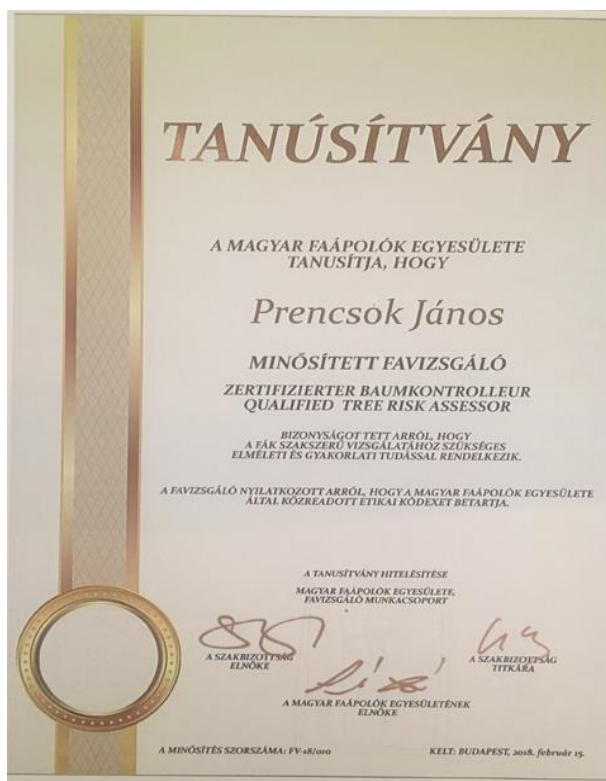 TANÚSÍTVÁNY
A MAGYAR FAÁPOLÓK EGYESÜLETE
TANUSÍTJA, HOGY
Prencsok János
MINŐSÍTETT FAVIZSGÁLÓ
ZERTIFIZIERTER BAUMKONTROLLEUR
QUALIFIED TREE RISK ASSESSOR
BIZONYSÁGOT TETT ARRÓL, HOGY
A FÁK SZAKSZERŰ VIZSGÁLATÁHOZ SZÜKSÉGES
ELMÉLETI ÉS GYAKORLATI TUDÁSSAL RENDELKEZIK.
A FAVIZSGÁLÓ NYILATKOZOTT ARRÓL, HOGY A MAGYAR FAÁPOLÓK EGYESÜLETE
ÁLTAL KÖZREADOTT ETIKAI KÓDEXET BETARTJA.
A TANUSÍTVÁNY HITELESÍTÉSE
MAGYAR FAÁPOLÓK EGYESÜLETE,
FAVIZSGÁLÓ MUNKACSOPORT
A SZAKBIZOTTSÁG
ELNÖKE
A SZAKBIZOTTSÁG
TITKÁRA
A MAGYAR FAÁPOLÓK EGYESÜLETÉNEK
ELNÖKE
A MINŐSÍTÉS SZORSZÁMA: FV-18/010
KELT: BUDAPEST, 2018. február 15.